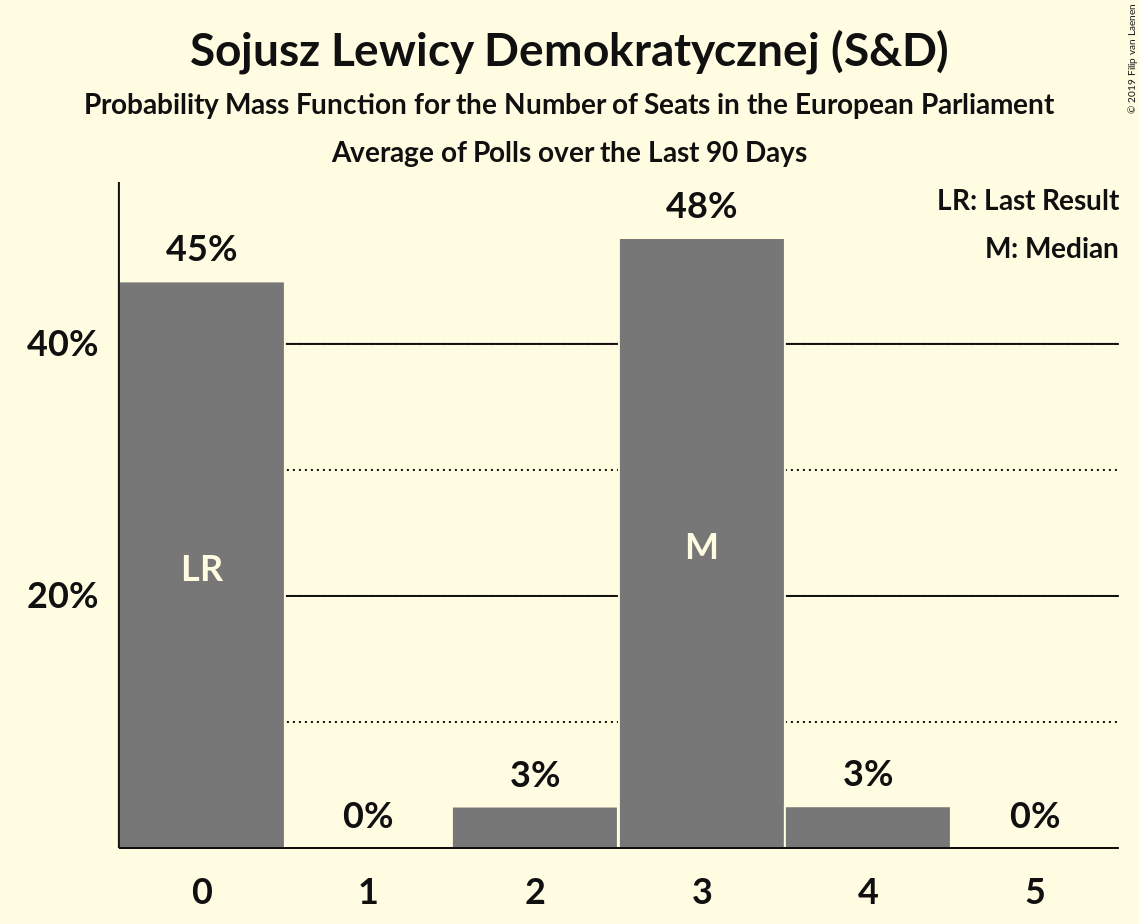 Sojusz Lewicy Demokratycznej (S&D)
Probability Mass Function for the Number of Seats in the European Parliament
Average of Polls over the Last 90 Days
© 2019 Filip van Laenen
LR: Last Result
M: Median
48%
45%
40%
M
LR
20%
3%
3%
0%
0%
0 1 2 3 4 5